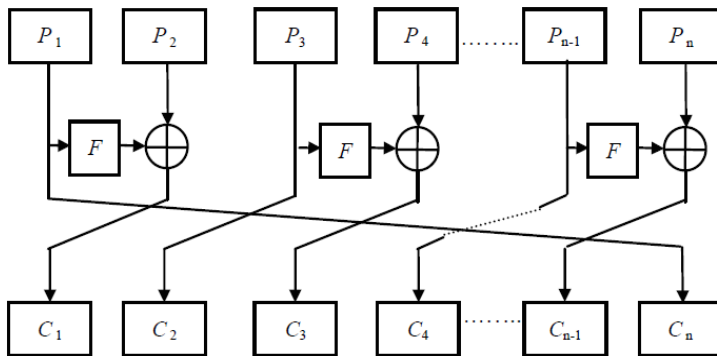 P₁ P₂ P₃ P₄ ........ Pₙ₋₁ Pₙ
F F F
C₁ C₂ C₃ C₄ ........ Cₙ₋₁ Cₙ